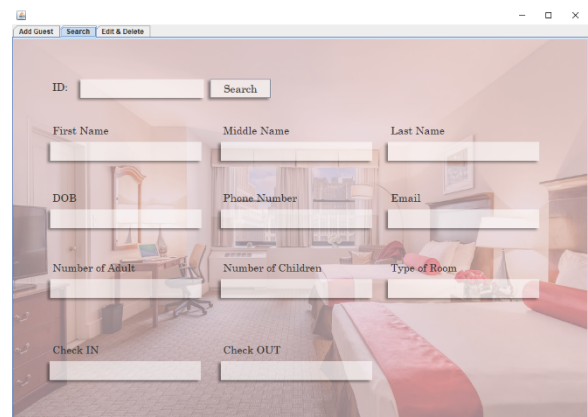 Add Guest Search Edit & Delete
ID: Search
First Name Middle Name Last Name
DOB Phone Number Email
Number of Adult Number of Children Type of Room
Check IN Check OUT